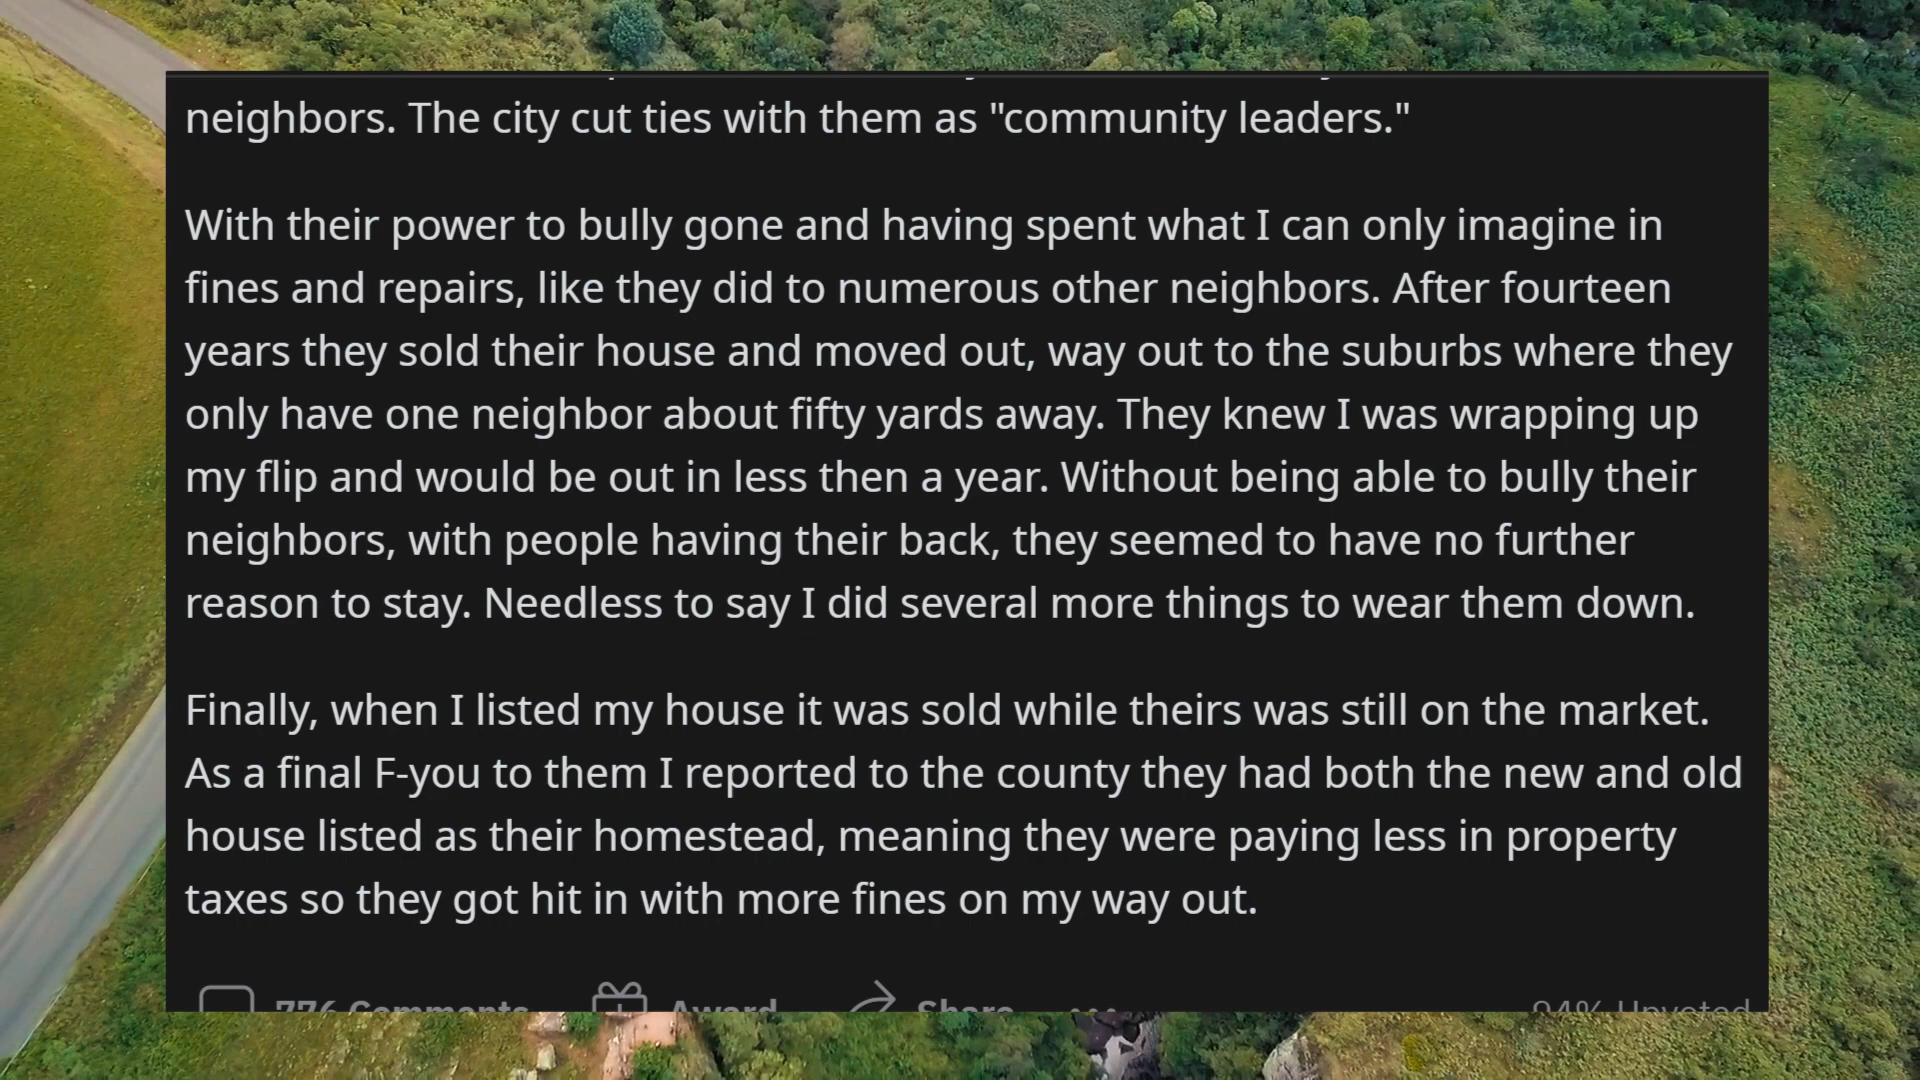 neighbors. The city cut ties with them as "community leaders."
With their power to bully gone and having spent what I can only imagine in
fines and repairs, like they did to numerous other neighbors. After fourteen
years they sold their house and moved out, way out to the suburbs where they
only have one neighbor about fifty yards away. They knew I was wrapping up
my flip and would be out in less then a year. Without being able to bully their
neighbors, with people having their back, they seemed to have no further
reason to stay. Needless to say I did several more things to wear them down.
Finally, when I listed my house it was sold while theirs was still on the market.
As a final F-you to them I reported to the county they had both the new and old
house listed as their homestead, meaning they were paying less in property
taxes so they got hit in with more fines on my way out.
776 Comments Award Share ... 94% Upvoted